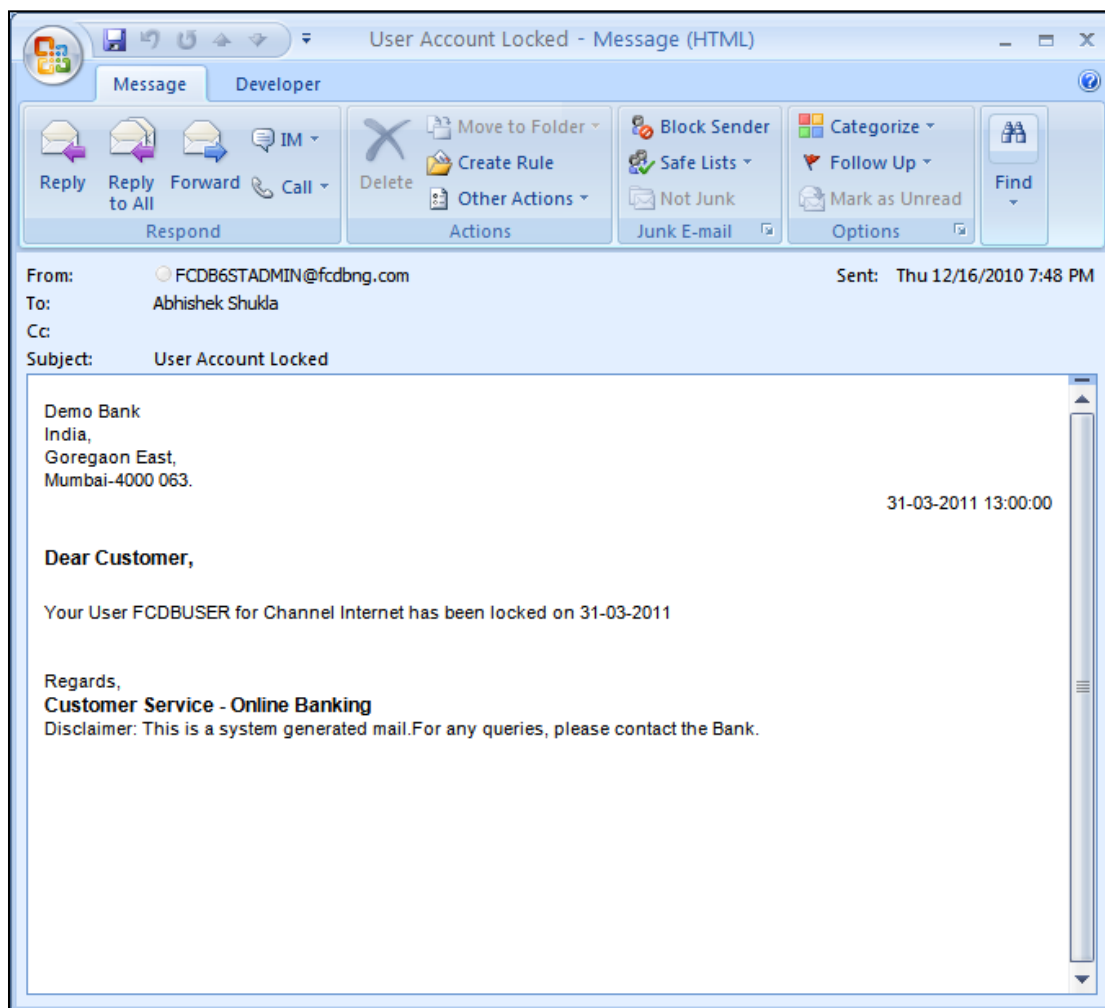 User Account Locked - Message (HTML)
Message Developer
Reply
Reply to All
Forward
IM
Call
Respond
Delete
Move to Folder
Create Rule
Other Actions
Actions
Block Sender
Safe Lists
Not Junk
Junk E-mail
Categorize
Follow Up
Mark as Unread
Options
Find
From: FCDB6STADMIN@fcdbng.com Sent: Thu 12/16/2010 7:48 PM
To: Abhishek Shukla
Cc:
Subject: User Account Locked
Demo Bank
India,
Goregaon East,
Mumbai-4000 063.
31-03-2011 13:00:00
Dear Customer,
Your User FCDBUSER for Channel Internet has been locked on 31-03-2011
Regards,
Customer Service - Online Banking
Disclaimer: This is a system generated mail.For any queries, please contact the Bank.